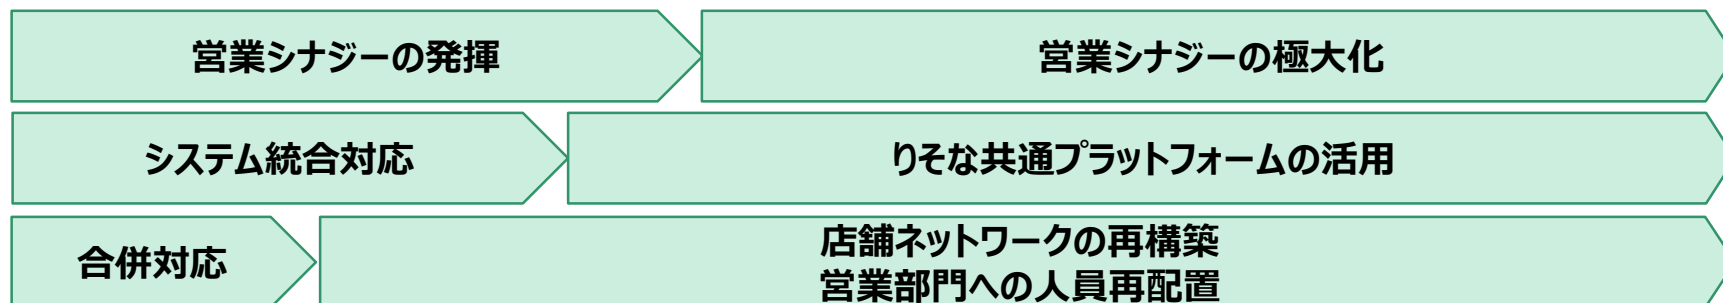 営業シナジーの発揮
営業シナジーの極大化
システム統合対応
りそな共通プラットフォームの活用
合併対応
店舗ネットワークの再構築
営業部門への人員再配置